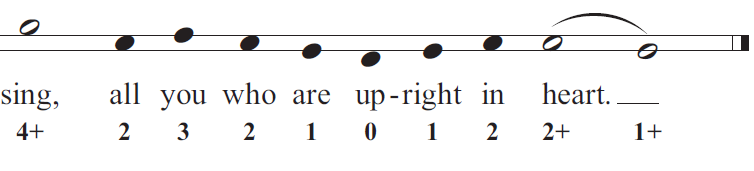 sing, all you who are up-right in heart.
4+ 2 3 2 1 0 1 2 2+ 1+